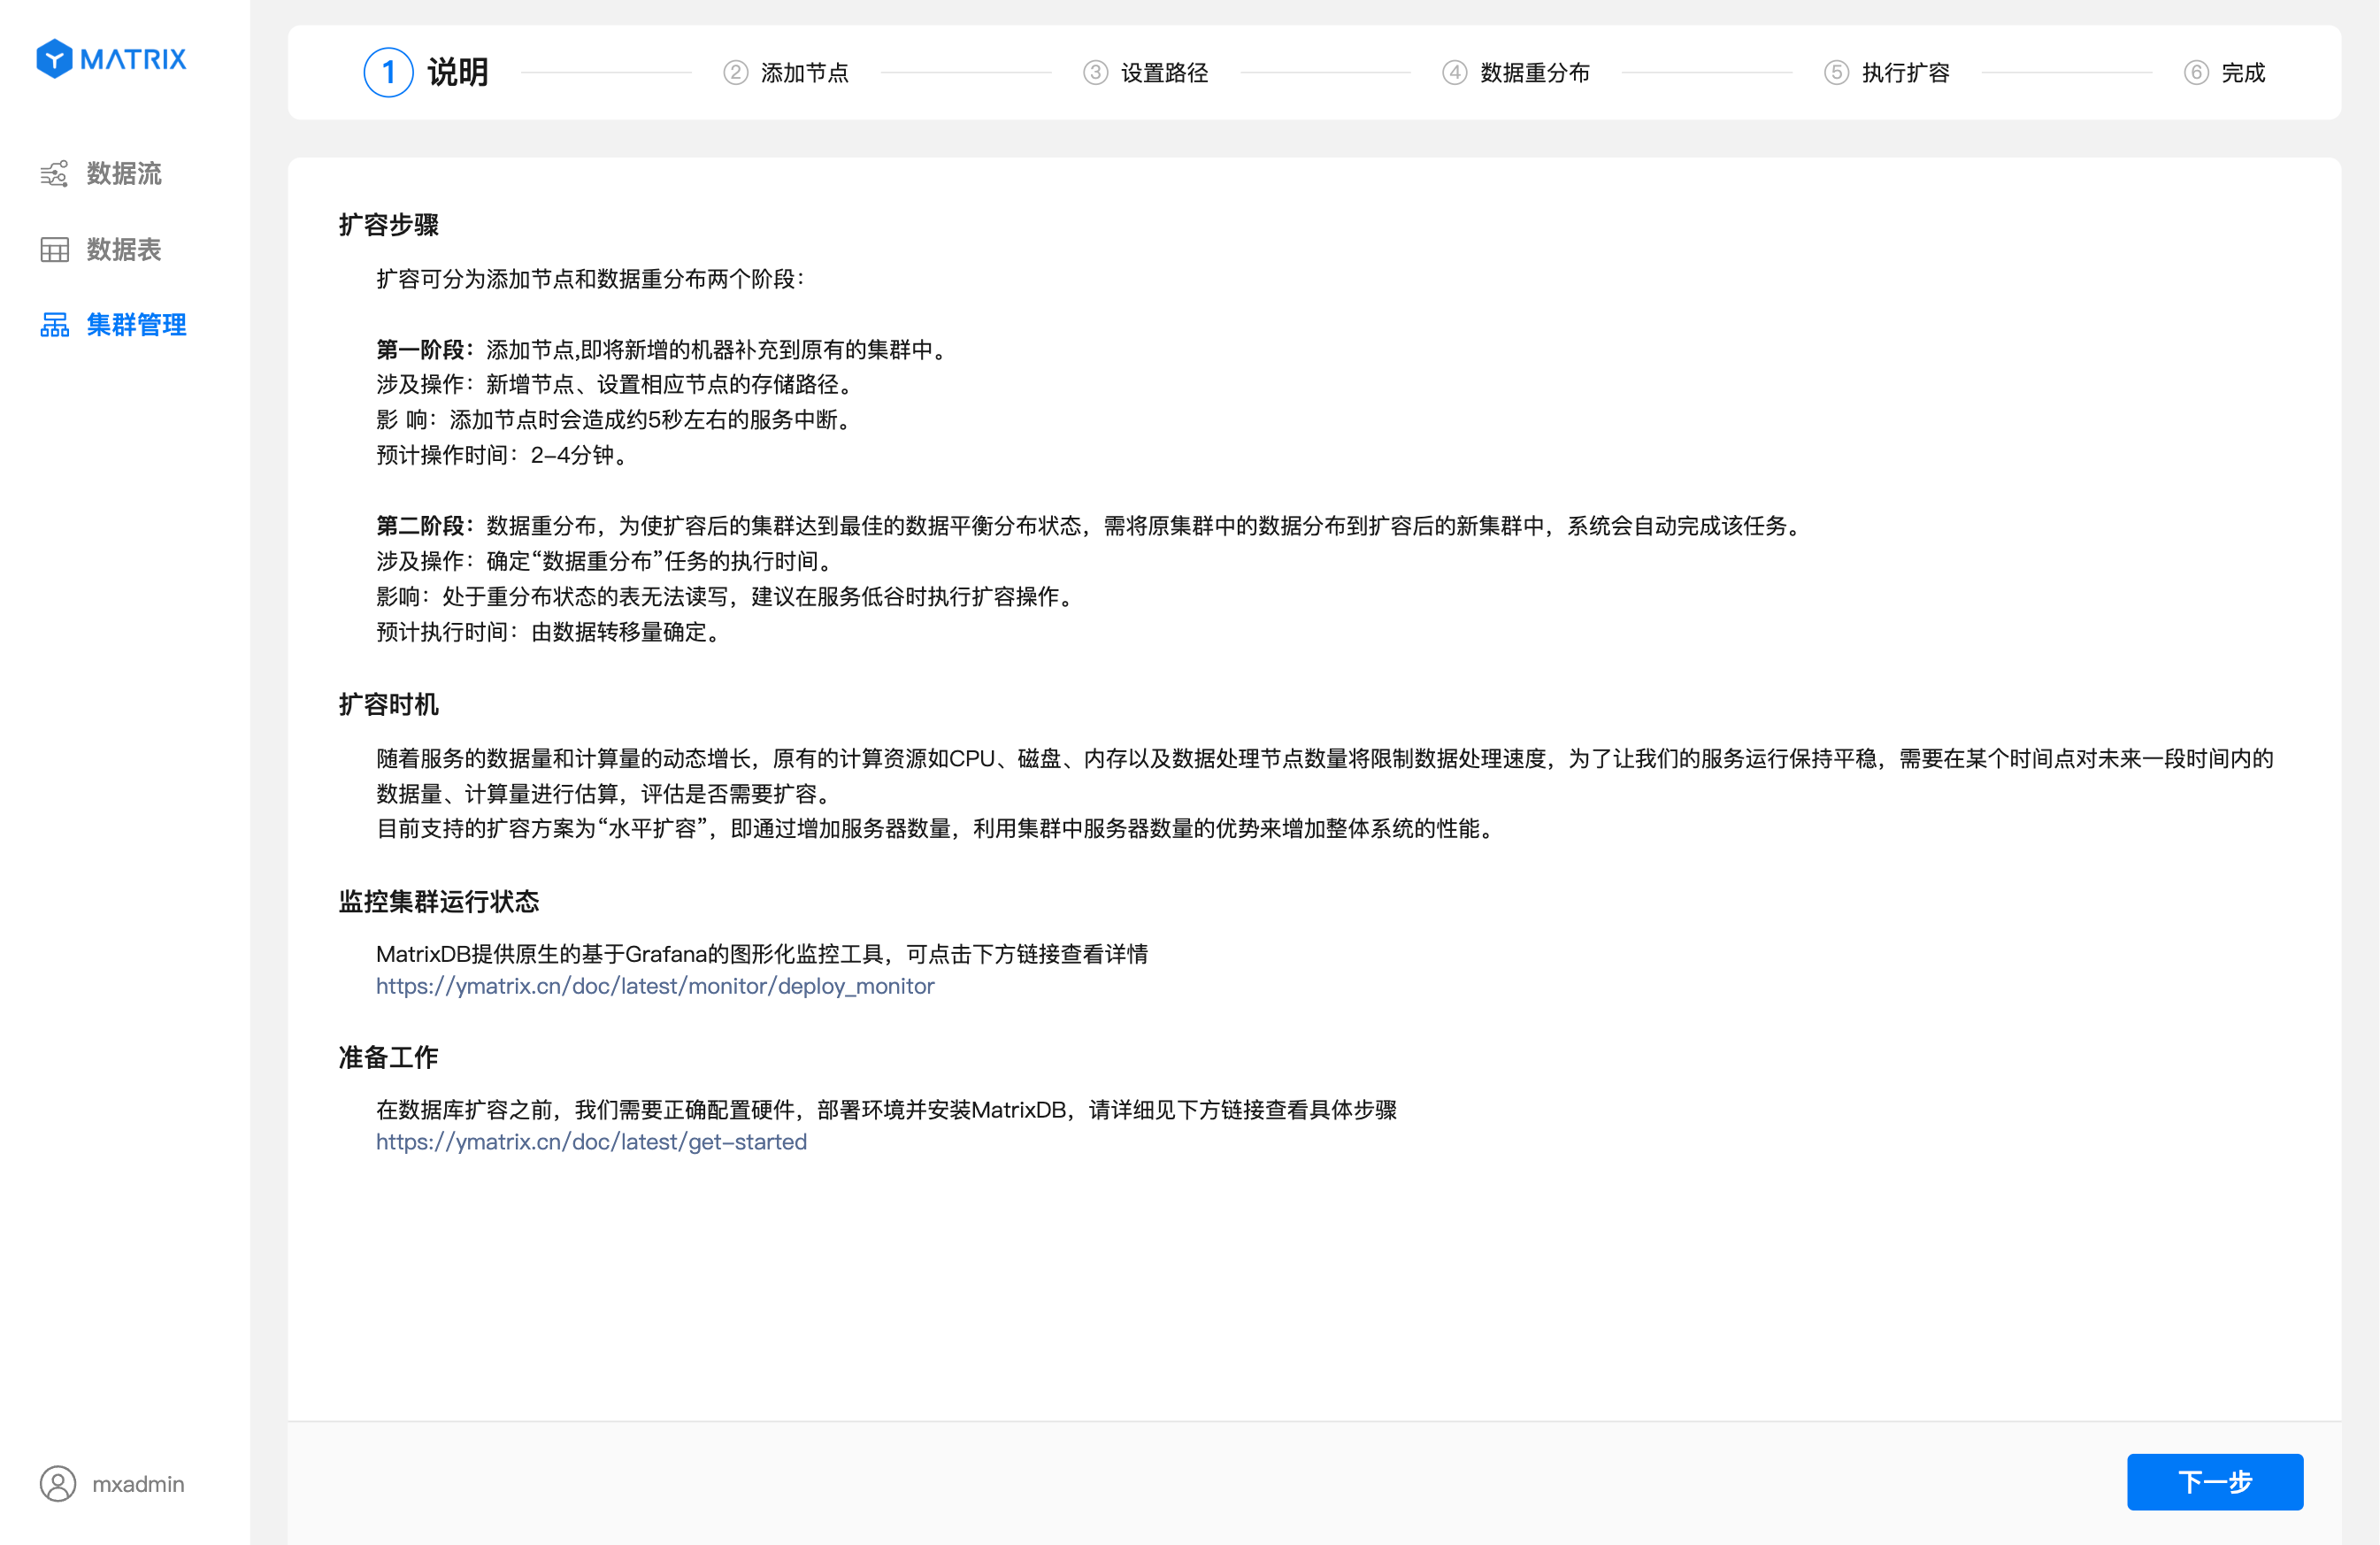 MATRIX
数据流
数据表
集群管理
mxadmin
1 说明
2 添加节点
3 设置路径
4 数据重分布
5 执行扩容
6 完成
扩容步骤
扩容可分为添加节点和数据重分布两个阶段：
第一阶段：添加节点,即将新增的机器补充到原有的集群中。
涉及操作：新增节点、设置相应节点的存储路径。
影 响：添加节点时会造成约5秒左右的服务中断。
预计操作时间：2-4分钟。
第二阶段：数据重分布，为使扩容后的集群达到最佳的数据平衡分布状态，需将原集群中的数据分布到扩容后的新集群中，系统会自动完成该任务。
涉及操作：确定“数据重分布”任务的执行时间。
影响：处于重分布状态的表无法读写，建议在服务低谷时执行扩容操作。
预计执行时间：由数据转移量确定。
扩容时机
随着服务的数据量和计算量的动态增长，原有的计算资源如CPU、磁盘、内存以及数据处理节点数量将限制数据处理速度，为了让我们的服务运行保持平稳，需要在某个时间点对未来一段时间内的
数据量、计算量进行估算，评估是否需要扩容。
目前支持的扩容方案为“水平扩容”，即通过增加服务器数量，利用集群中服务器数量的优势来增加整体系统的性能。
监控集群运行状态
MatrixDB提供原生的基于Grafana的图形化监控工具，可点击下方链接查看详情
https://ymatrix.cn/doc/latest/monitor/deploy_monitor
准备工作
在数据库扩容之前，我们需要正确配置硬件，部署环境并安装MatrixDB，请详细见下方链接查看具体步骤
https://ymatrix.cn/doc/latest/get-started
下一步